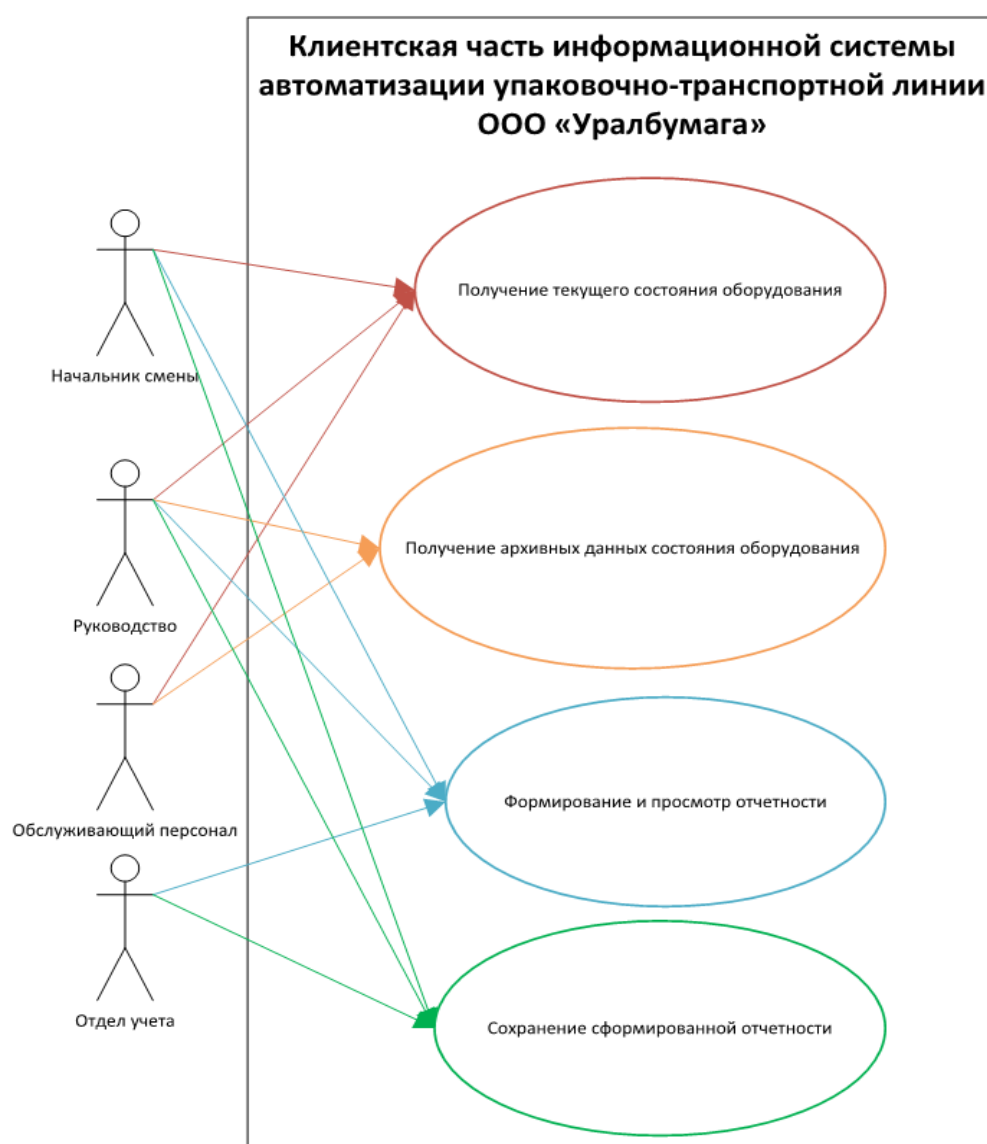 Клиентская часть информационной системы
автоматизации упаковочно-транспортной линии
ООО «Уралбумага»
Получение текущего состояния оборудования
Начальник смены
Получение архивных данных состояния оборудования
Руководство
Формирование и просмотр отчетности
Обслуживающий персонал
Отдел учета
Сохранение сформированной отчетности